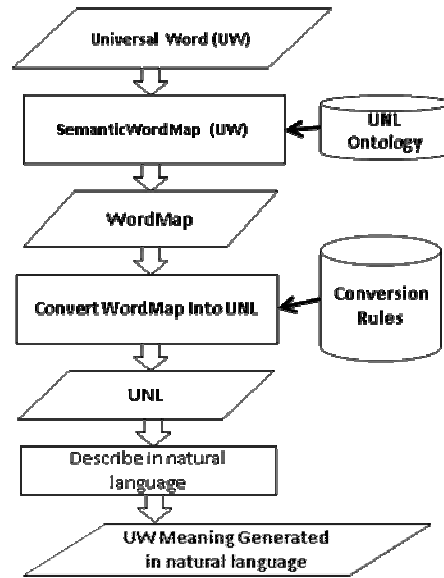 Universal Word (UW)
SemanticWordMap (UW)
UNL
Ontology
WordMap
Convert WordMap Into UNL
Conversion
Rules
UNL
Describe in natural
language
UW Meaning Generated
in natural language